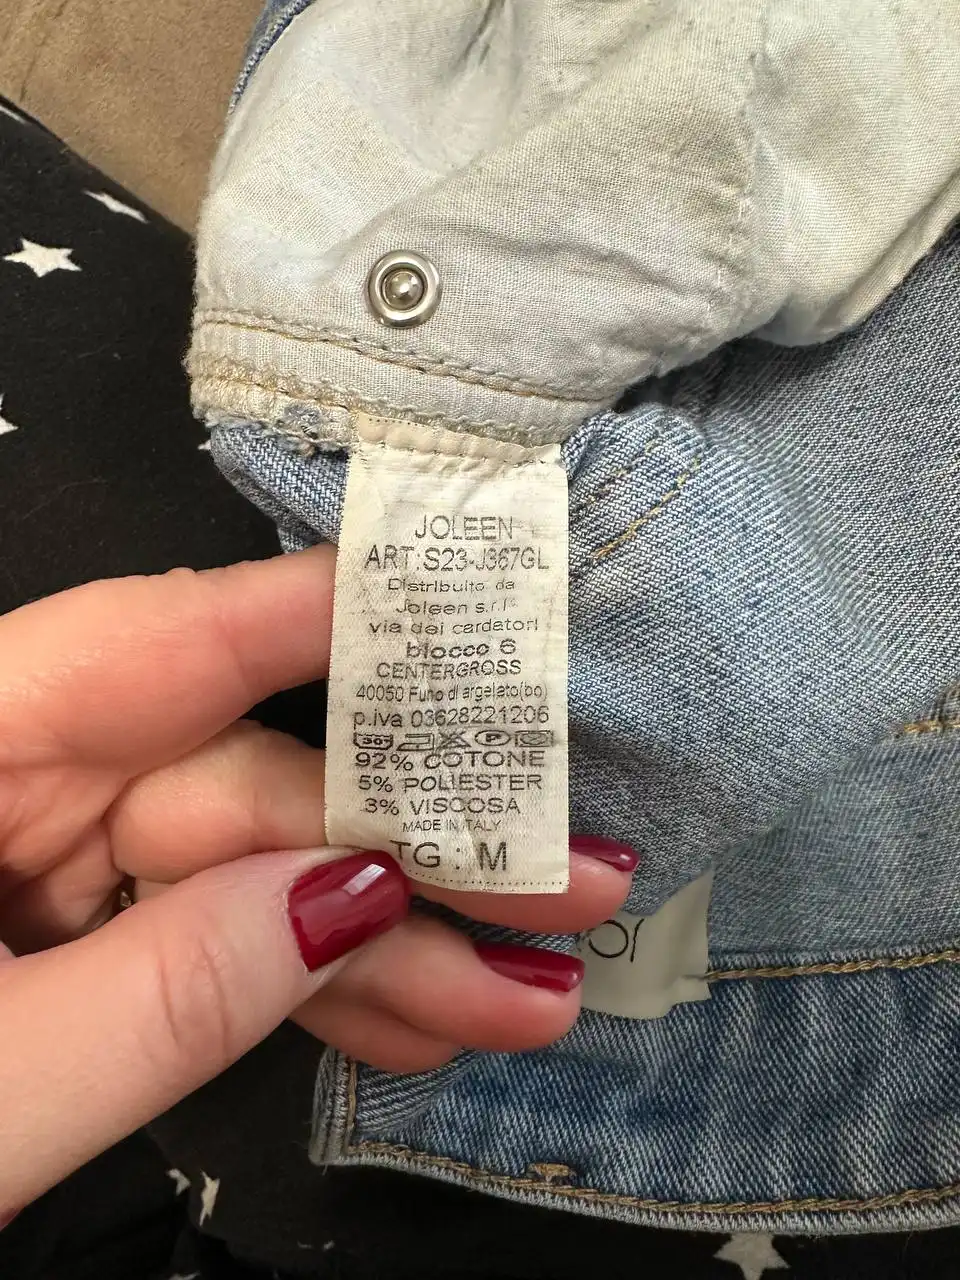 JOLEEN
ART:S23-J367GL
Distribuito da
Joleen s.r.l
via dei cardatori
blocco 6
CENTERGROSS
40050 Funo di argelato(bo)
p.iva 03628221206
30°
P
92% COTONE
5% POLIESTER
3% VISCOSA
MADE IN ITALY
TG : M